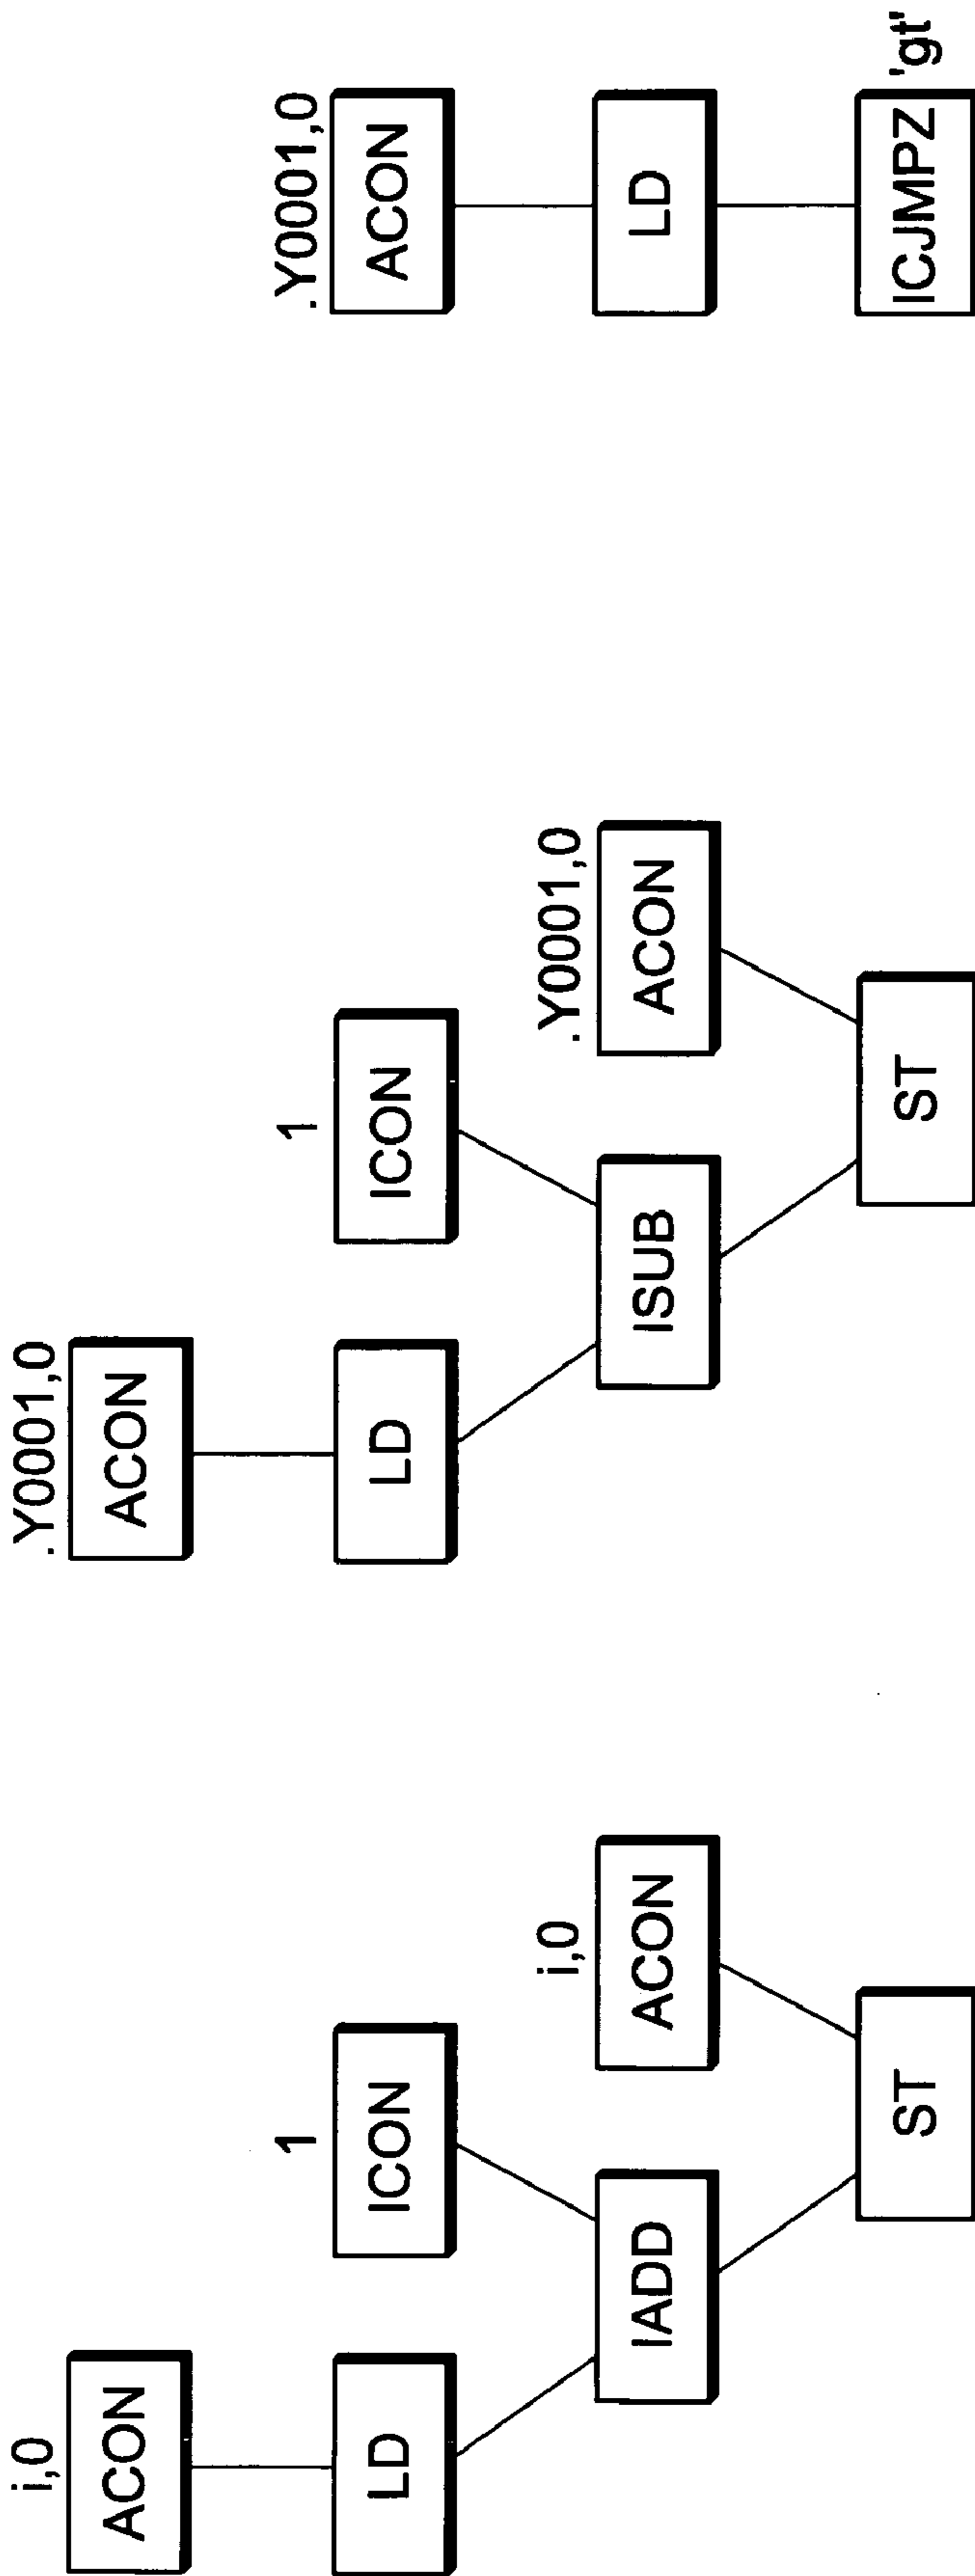 i,0
ACON
LD
1
ICON
IADD
i,0
ACON
ST
.Y0001,0
ACON
LD
1
ICON
ISUB
.Y0001,0
ACON
ST
.Y0001,0
ACON
LD
ICJMPZ 'gt'